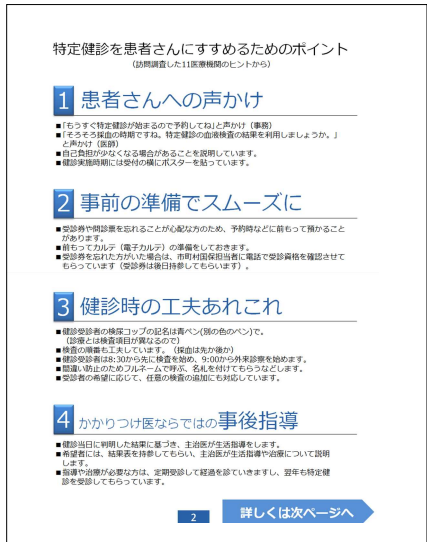 特定健診を患者さんにすすめるためのポイント
（訪問調査した11医療機関のヒントから）
1 患者さんへの声かけ
■「もうすぐ特定健診が始まるので予約してね」と声かけ（事務）
■「そろそろ採血の時期ですね。特定健診の血液検査の結果を利用しましょうか。」
と声かけ（医師）
■自己負担が少なくなる場合があることを説明しています。
■健診実施時期には受付の横にポスターを貼っています。
2 事前の準備でスムーズに
■受診券や問診票を忘れることが心配な方のため、予約時などに前もって預かること
があります。
■前もってカルテ（電子カルテ）の準備をしておきます。
■受診券を忘れた方がいた場合は、市町村国保担当者に電話で受診資格を確認させて
もらっています（受診券は後日持参してもらいます）。
3 健診時の工夫あれこれ
■健診受診者の検尿コップの記名は青ペン(別の色のペン)で。
（診療とは検査項目が異なるので）
■検査の順番も工夫しています。（採血は先か後か）
■健診受診者は8:30から先に検査を始め、9:00から外来診察を始めます。
■間違い防止のためフルネームで呼ぶ、名札を付けてもらうなどします。
■受診者の希望に応じて、任意の検査の追加にも対応しています。
4 かかりつけ医ならではの事後指導
■健診当日に判明した結果に基づき、主治医が生活指導をします。
■希望者には、結果表を持参してもらい、主治医が生活指導や治療について説明
します。
■指導や治療が必要な方は、定期受診して経過を診ていきますし、翌年も特定健
診を受診してもらっています。
2
詳しくは次ページへ